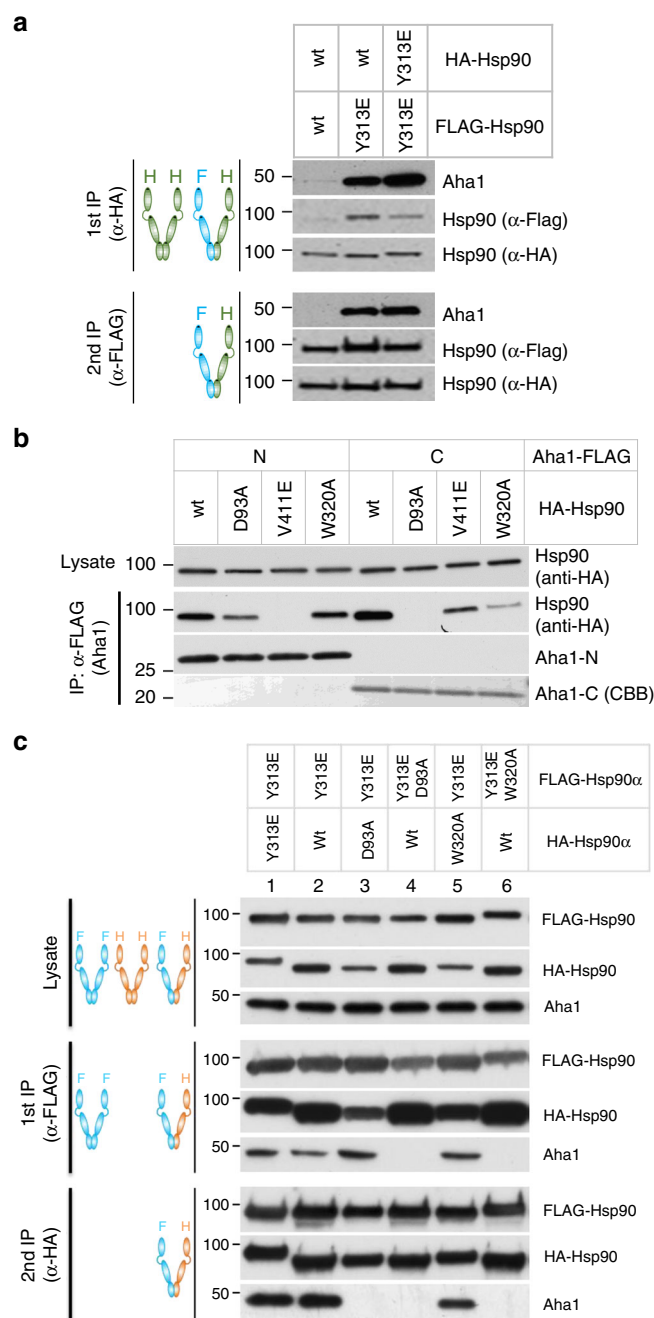 a
wt wt Y313E HA-Hsp90
wt Y313E Y313E FLAG-Hsp90
1st IP
(α-HA)
H H F H
50 Aha1
100 Hsp90 (α-Flag)
100 Hsp90 (α-HA)
2nd IP
(α-FLAG)
F H
50 Aha1
100 Hsp90 (α-Flag)
100 Hsp90 (α-HA)
b
N C Aha1-FLAG
wt D93A V411E W320A wt D93A V411E W320A HA-Hsp90
Lysate 100 Hsp90
(anti-HA)
IP: α-FLAG
(Aha1)
100 Hsp90
(anti-HA)
25 Aha1-N
20 Aha1-C (CBB)
c
Y313E Y313E Y313E Y313E D93A Y313E Y313E W320A FLAG-Hsp90α
Y313E Wt D93A Wt W320A Wt HA-Hsp90α
1 2 3 4 5 6
Lysate
F F H H F H
100 FLAG-Hsp90
100 HA-Hsp90
50 Aha1
1st IP
(α-FLAG)
F F F H
100 FLAG-Hsp90
100 HA-Hsp90
50 Aha1
2nd IP
(α-HA)
F H
100 FLAG-Hsp90
100 HA-Hsp90
50 Aha1